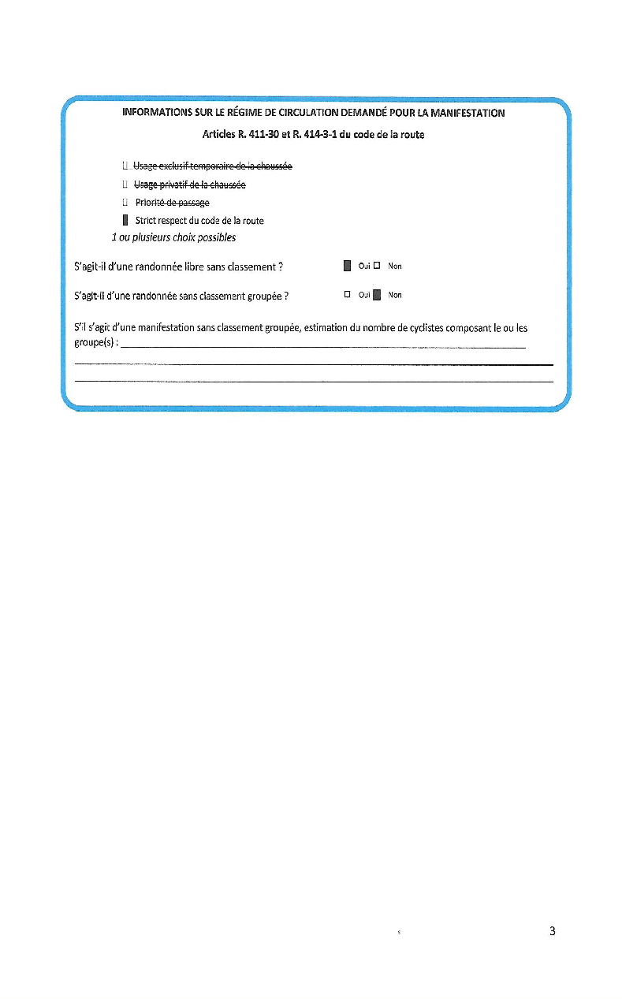 INFORMATIONS SUR LE RÉGIME DE CIRCULATION DEMANDÉ POUR LA MANIFESTATION
Articles R. 411-30 et R. 414-3-1 du code de la route
Usage exclusif temporaire de la chaussée
Usage privatif de la chaussée
Priorité de passage
Strict respect du code de la route
1 ou plusieurs choix possibles
S'agit-il d'une randonnée libre sans classement ? Oui Non
S'agit-il d'une randonnée sans classement groupée ? Oui Non
S'il s'agit d'une manifestation sans classement groupée, estimation du nombre de cyclistes composant le ou les
groupe(s) :
3